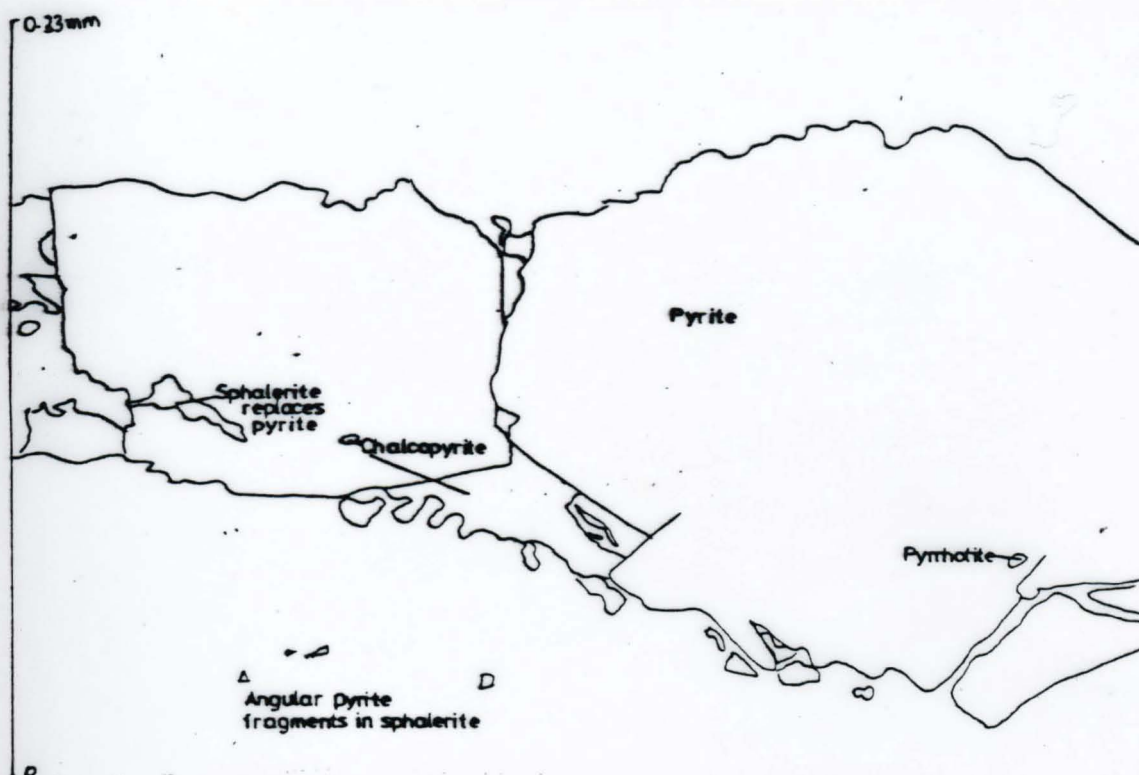 0.23mm
Pyrite
Sphalerite
replaces
pyrite
Chalcopyrite
Pyrrhotite
Angular pyrite
fragments in sphalerite